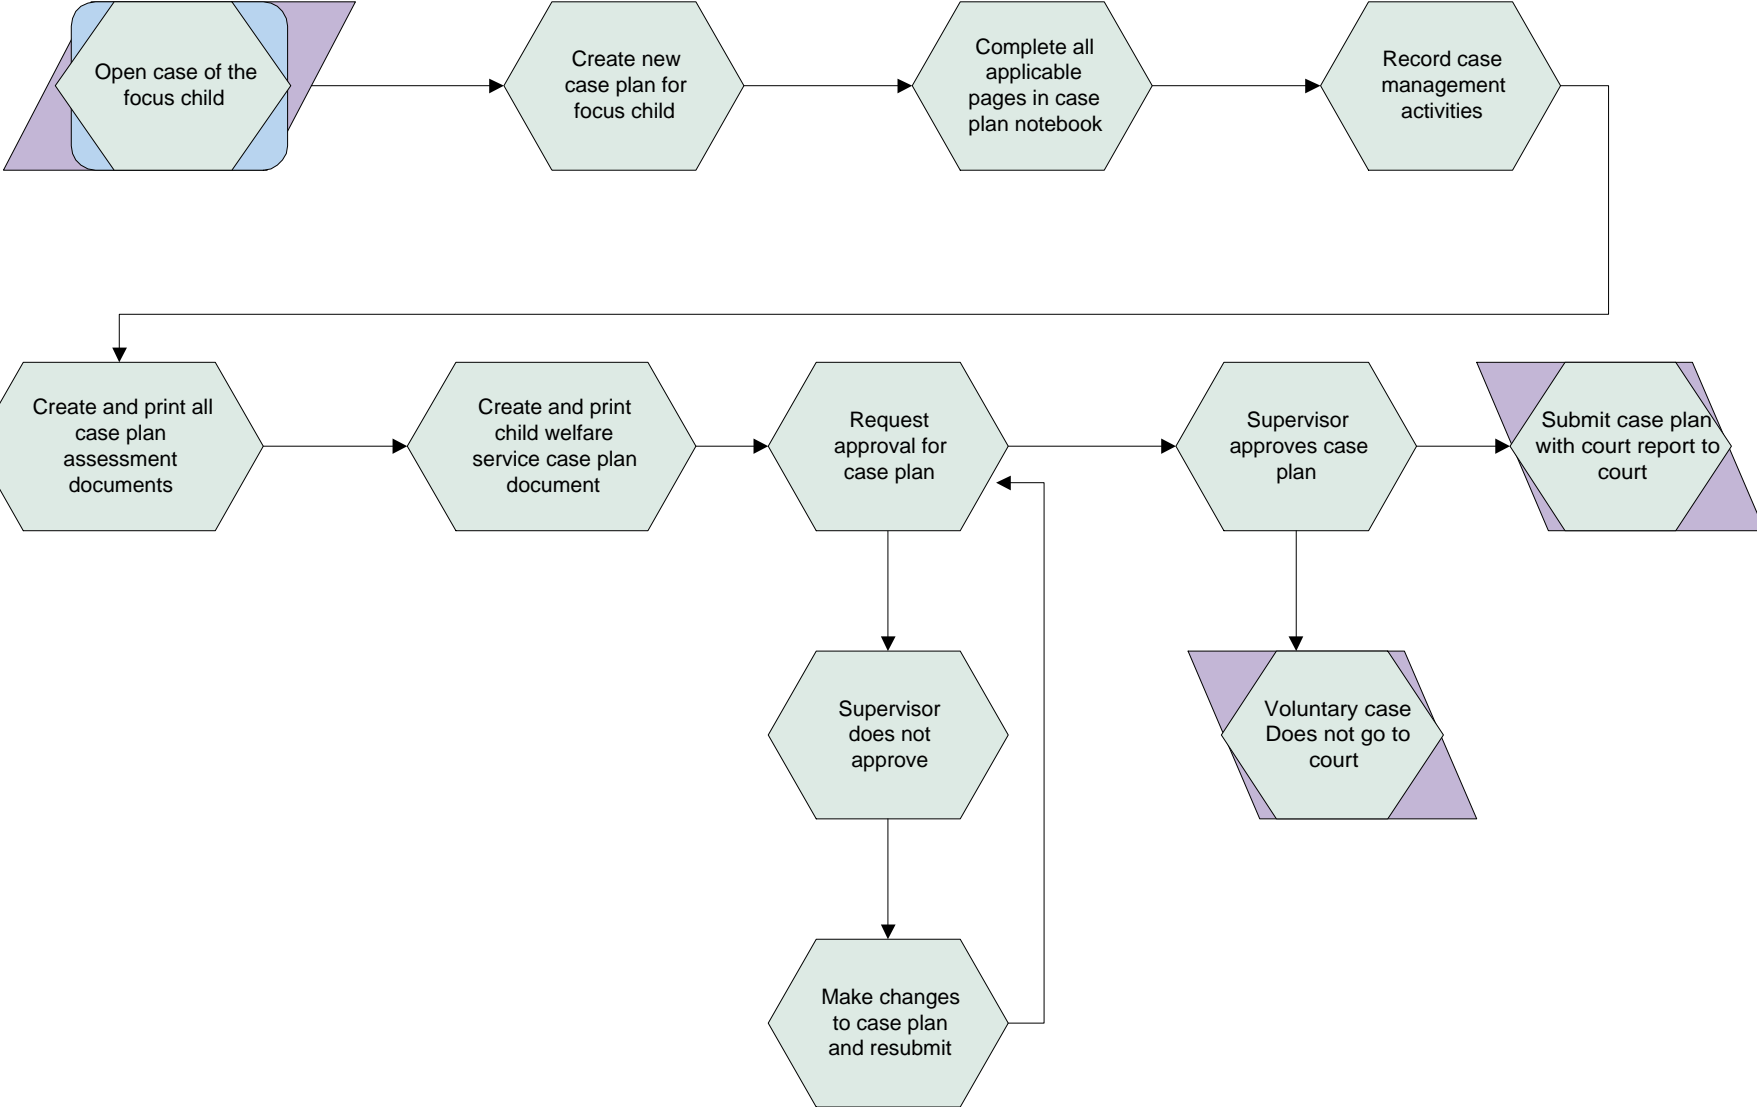 Open case of the
focus child
Create new
case plan for
focus child
Complete all
applicable
pages in case
plan notebook
Record case
management
activities
Create and print all
case plan
assessment
documents
Create and print
child welfare
service case plan
document
Request
approval for
case plan
Supervisor
approves case
plan
Submit case plan
with court report to
court
Supervisor
does not
approve
Voluntary case
Does not go to
court
Make changes
to case plan
and resubmit